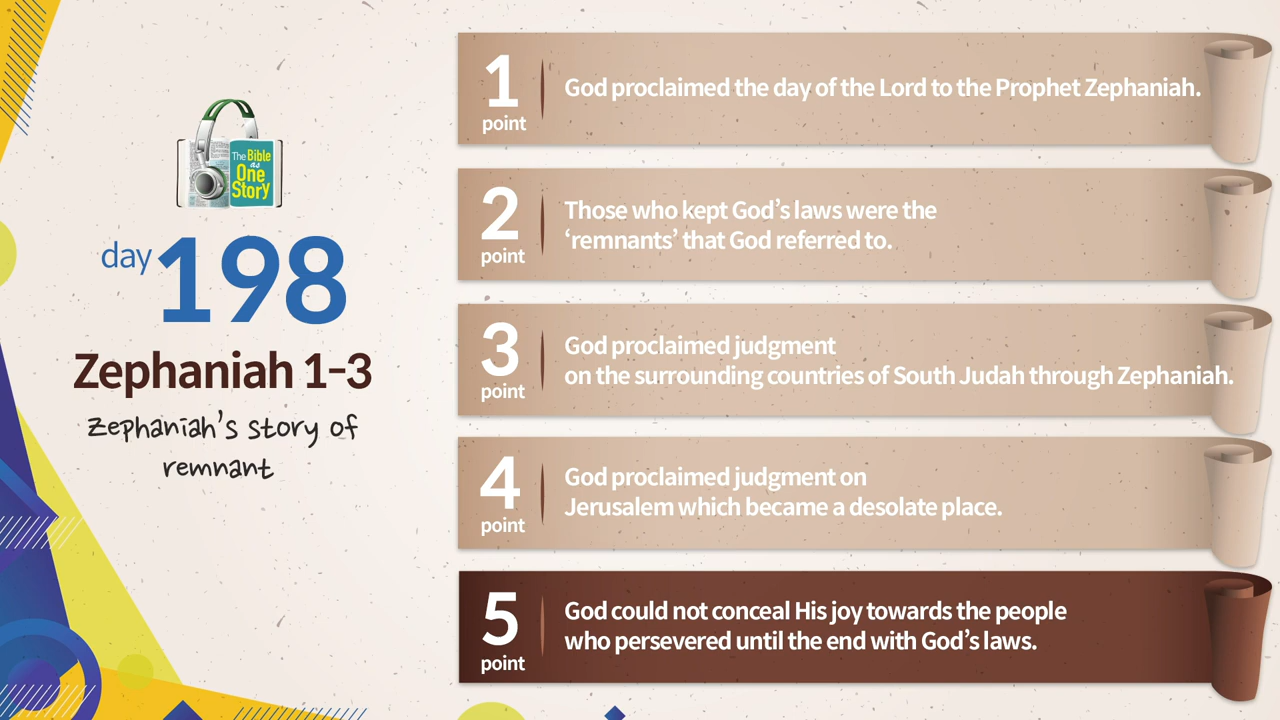 The Bible
as
One
Story
day 198
Zephaniah 1-3
Zephaniah's story of
remnant
1
point
God proclaimed the day of the Lord to the Prophet Zephaniah.
2
point
Those who kept God's laws were the
'remnants' that God referred to.
3
point
God proclaimed judgment
on the surrounding countries of South Judah through Zephaniah.
4
point
God proclaimed judgment on
Jerusalem which became a desolate place.
5
point
God could not conceal His joy towards the people
who persevered until the end with God's laws.